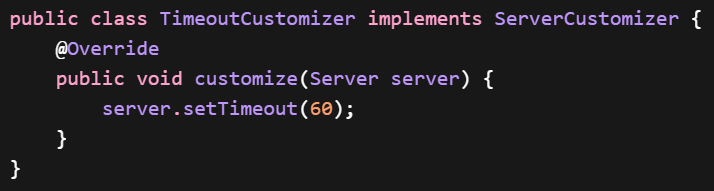 public class TimeoutCustomizer implements ServerCustomizer {
    @Override
    public void customize(Server server) {
        server.setTimeout(60);
    }
}